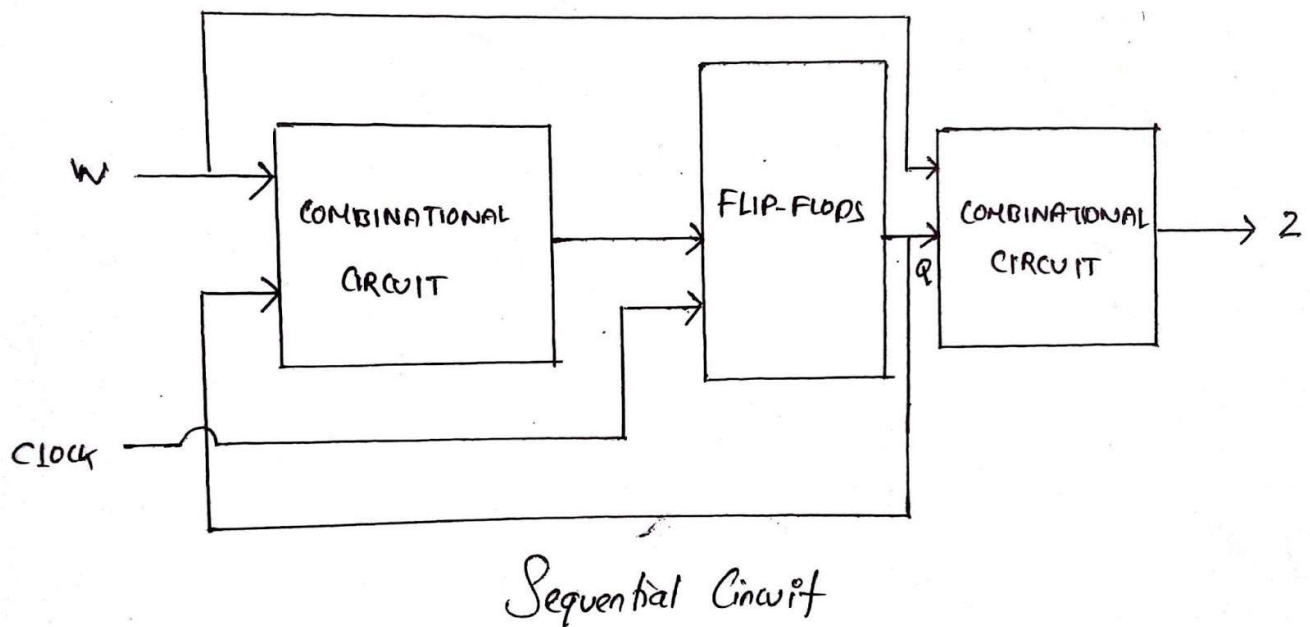 W
COMBINATIONAL
CIRCUIT
FLIP-FLOPS
Q
COMBINATIONAL
CIRCUIT
Z
CLOCK
Sequential Circuit